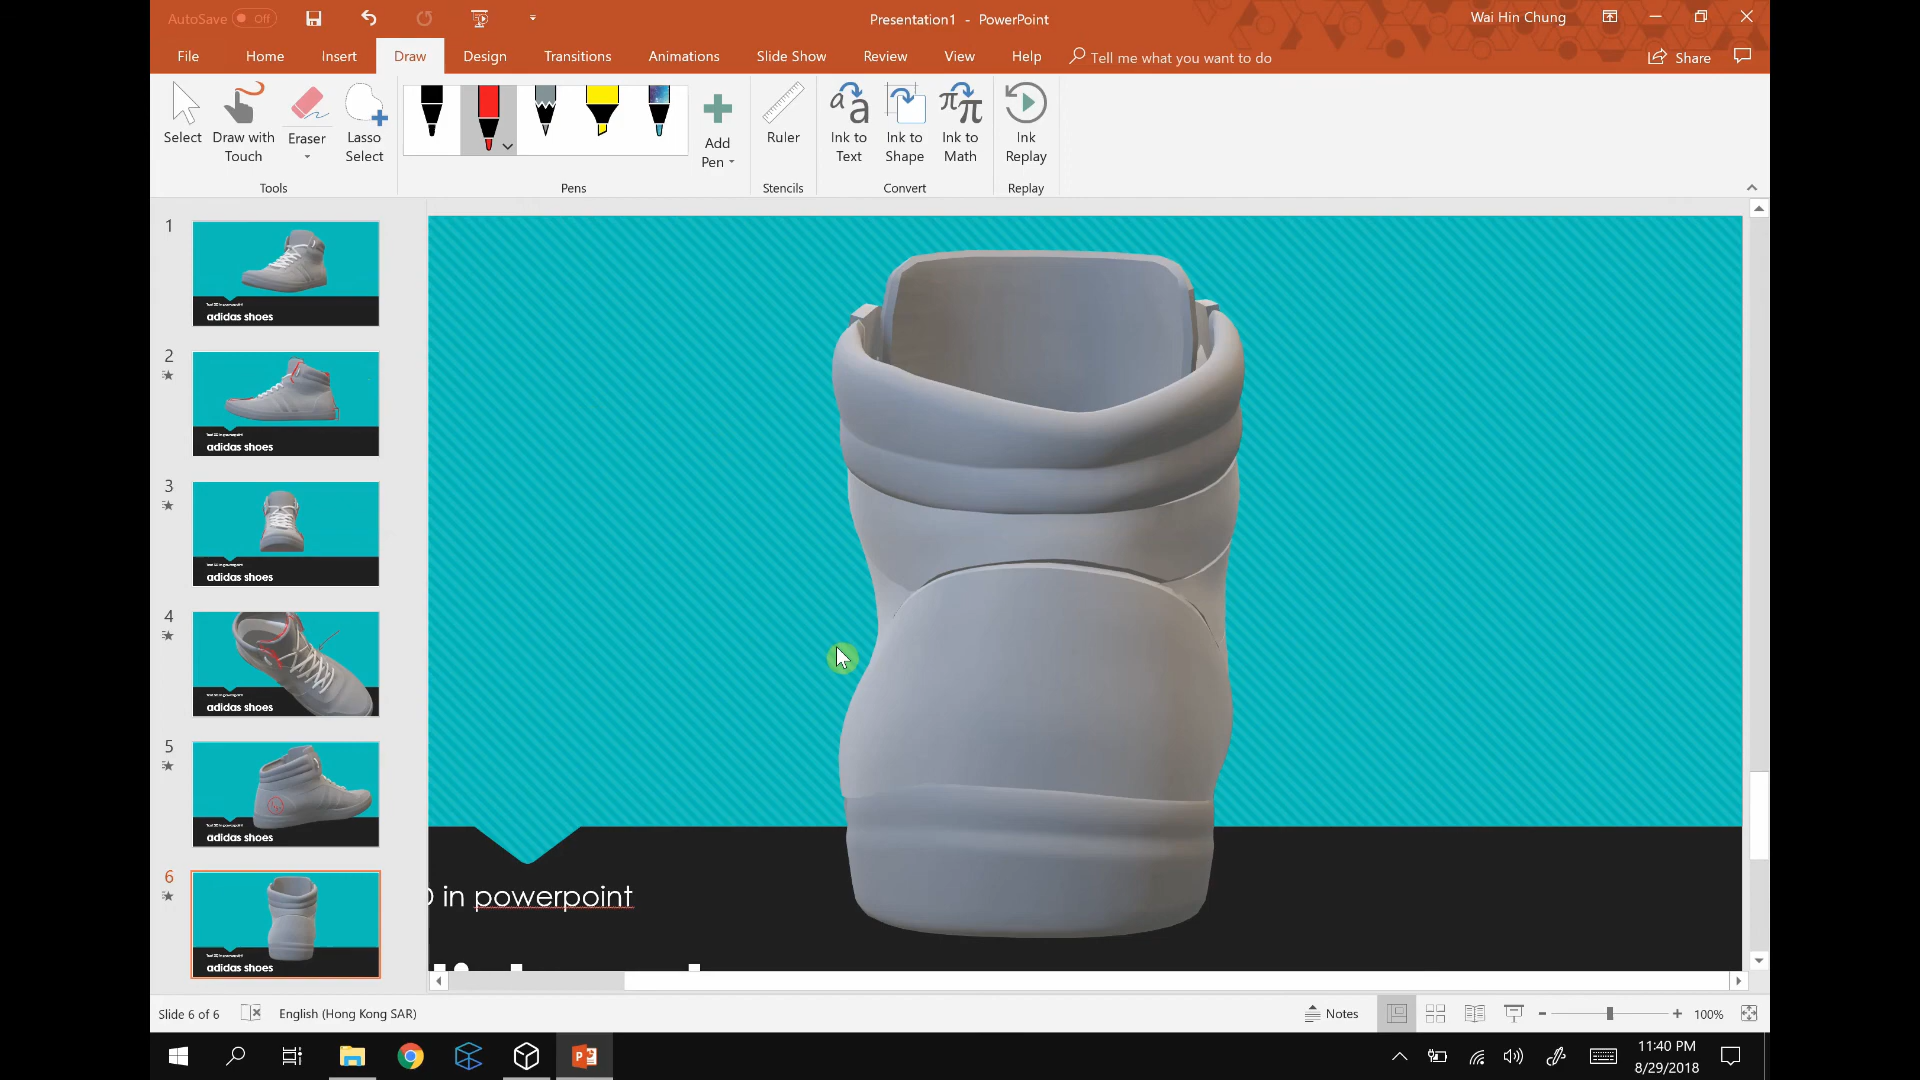 AutoSave Off
Presentation1 - PowerPoint
Wai Hin Chung
File Home Insert Draw Design Transitions Animations Slide Show Review View Help Tell me what you want to do Share
Select
Draw with
Touch
Eraser
Lasso
Select
Tools
Pens
Add
Pen
Ruler
Stencils
Ink to
Text
Ink to
Shape
Ink to
Math
Convert
Ink
Replay
Replay
1
adidas shoes
2
adidas shoes
3
adidas shoes
4
adidas shoes
5
adidas shoes
6
adidas shoes
in powerpoint
Slide 6 of 6 English (Hong Kong SAR) Notes 100%
11:40 PM
8/29/2018